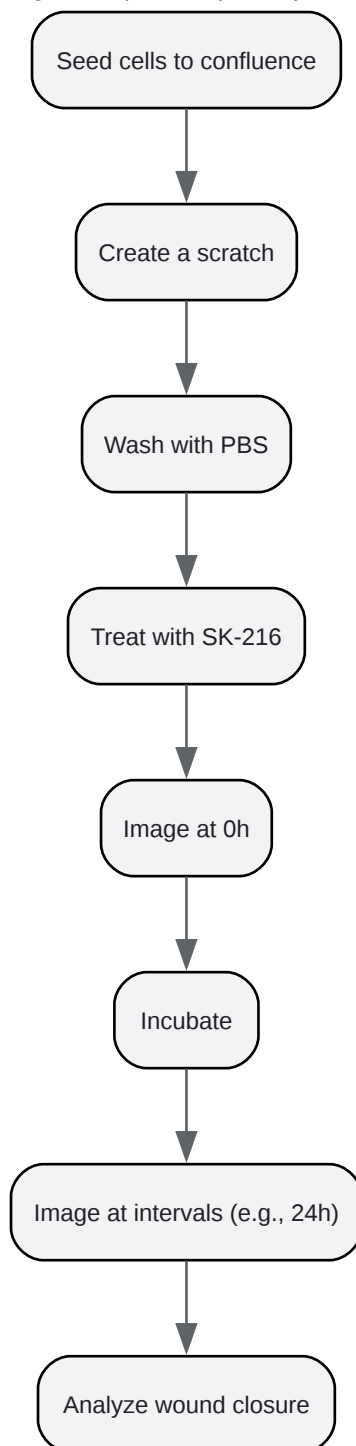 Seed cells to confluence
Create a scratch
Wash with PBS
Treat with SK-216
Image at 0h
Incubate
Image at intervals (e.g., 24h)
Analyze wound closure